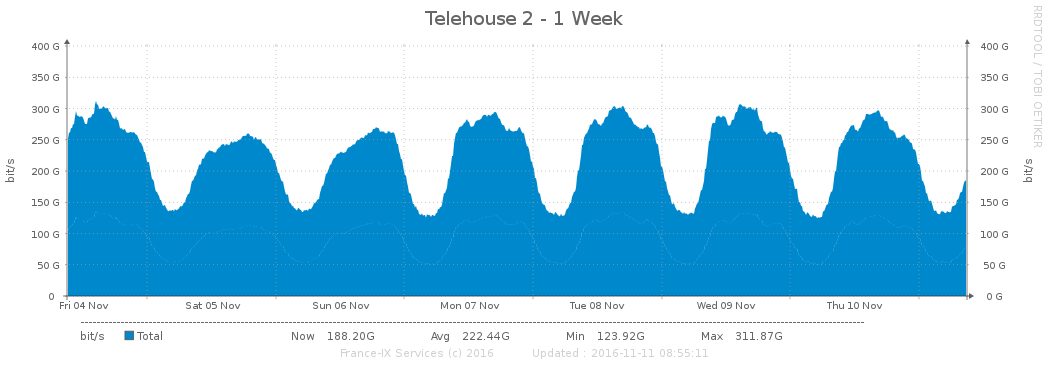 Telehouse 2 - 1 Week
RRDTOOL / TOBI OETIKER
400 G 400 G
350 G 350 G
300 G 300 G
250 G 250 G
200 G 200 G
150 G 150 G
100 G 100 G
50 G 50 G
0 0 G
bit/s bit/s
Fri 04 Nov Sat 05 Nov Sun 06 Nov Mon 07 Nov Tue 08 Nov Wed 09 Nov Thu 10 Nov
bit/s Total Now 188.20G Avg 222.44G Min 123.92G Max 311.87G
France-IX Services (c) 2016 Updated : 2016-11-11 08:55:11